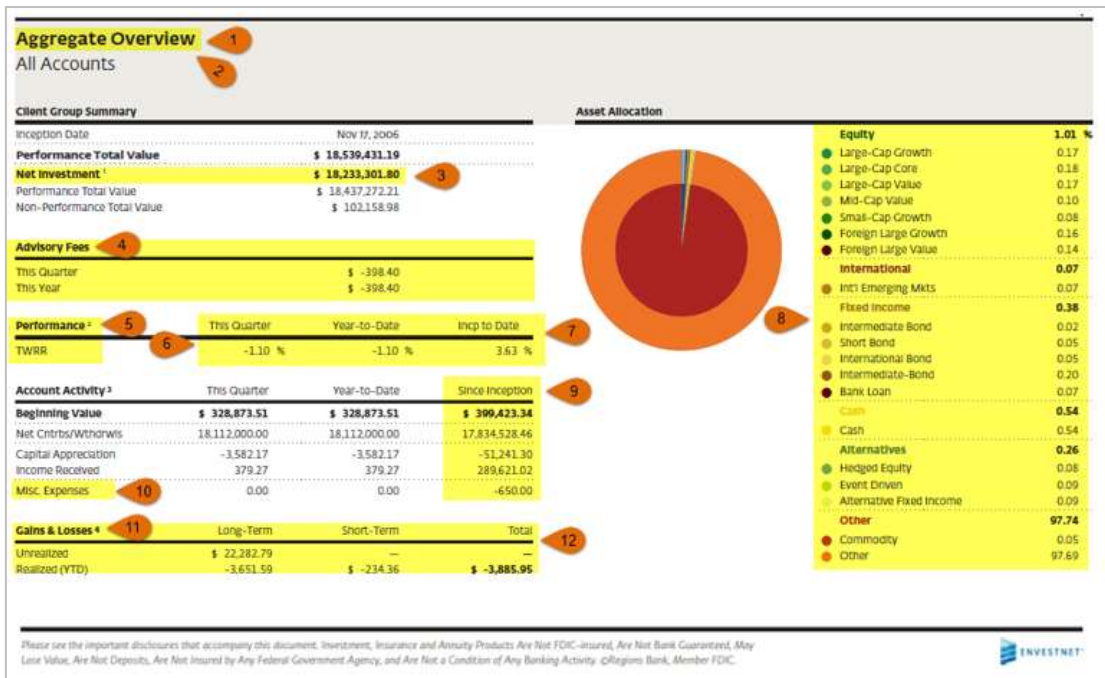 Aggregate Overview 1
All Accounts 2
Client Group Summary
Inception Date Nov 17, 2006
Performance Total Value $ 18,539,431.19
Net Investment ¹ $ 18,233,301.80 3
Performance Total Value $ 18,437,272.21
Non-Performance Total Value $ 102,158.98
Advisory Fees 4
This Quarter $ -398.40
This Year $ -398.40
Performance ² 5 This Quarter Year-to-Date Incp to Date 7
6
TWRR -1.10 % -1.10 % 3.63 %
Account Activity ³ This Quarter Year-to-Date Since Inception 9
Beginning Value $ 328,873.51 $ 328,873.51 $ 399,423.34
Net Cntrbs/Wthdrwls 18,112,000.00 18,112,000.00 17,834,528.46
Capital Appreciation -3,582.17 -3,582.17 -51,241.30
Income Received 379.27 379.27 289,621.02
Misc. Expenses 10 0.00 0.00 -650.00
Gains & Losses ⁴ 11 Long-Term Short-Term Total 12
Unrealized $ 22,282.79 — —
Realized (YTD) -3,651.59 $ -234.36 $ -3,885.95
Asset Allocation
8
Equity 1.01 %
Large-Cap Growth 0.17
Large-Cap Core 0.18
Large-Cap Value 0.17
Mid-Cap Value 0.10
Small-Cap Growth 0.08
Foreign Large Growth 0.16
Foreign Large Value 0.14
International 0.07
Int'l Emerging Mkts 0.07
Fixed Income 0.38
Intermediate Bond 0.02
Short Bond 0.05
International Bond 0.05
Intermediate-Bond 0.20
Bank Loan 0.07
Cash 0.54
Cash 0.54
Alternatives 0.26
Hedged Equity 0.08
Event Driven 0.09
Alternative Fixed Income 0.09
Other 97.74
Commodity 0.05
Other 97.69
Please see the important disclosures that accompany this document. Investment, Insurance and Annuity Products Are Not FDIC-insured, Are Not Bank Guaranteed, May
Lose Value, Are Not Deposits, Are Not Insured by Any Federal Government Agency, and Are Not a Condition of Any Banking Activity. ©Regions Bank, Member FDIC.
ENVESTNET